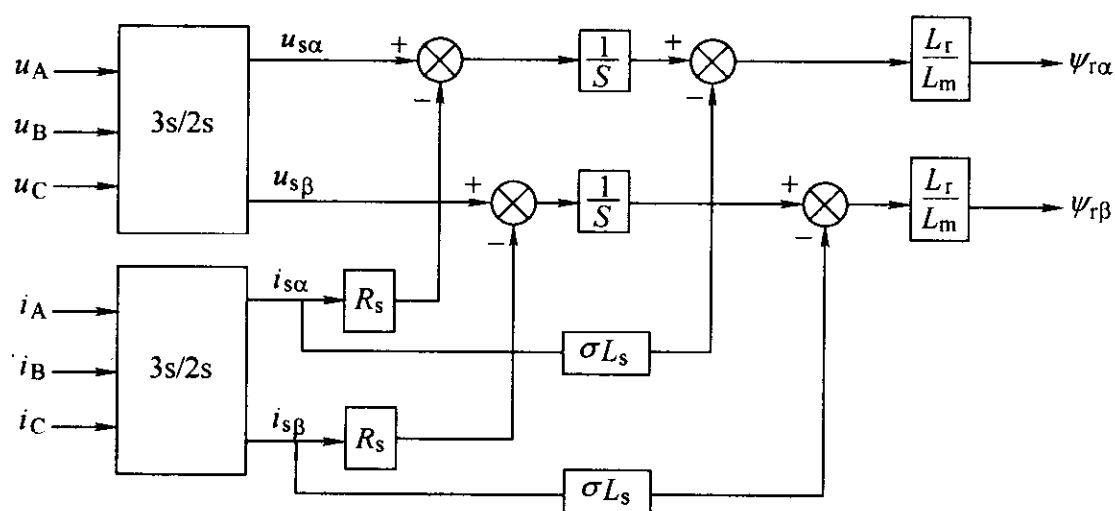 u_A
u_B
u_C
3s/2s
u_sα
u_sβ
+
−
+
−
1/S
1/S
+
−
+
−
L_r/L_m
L_r/L_m
ψ_rα
ψ_rβ
i_A
i_B
i_C
3s/2s
i_sα
R_s
σL_s
i_sβ
R_s
σL_s